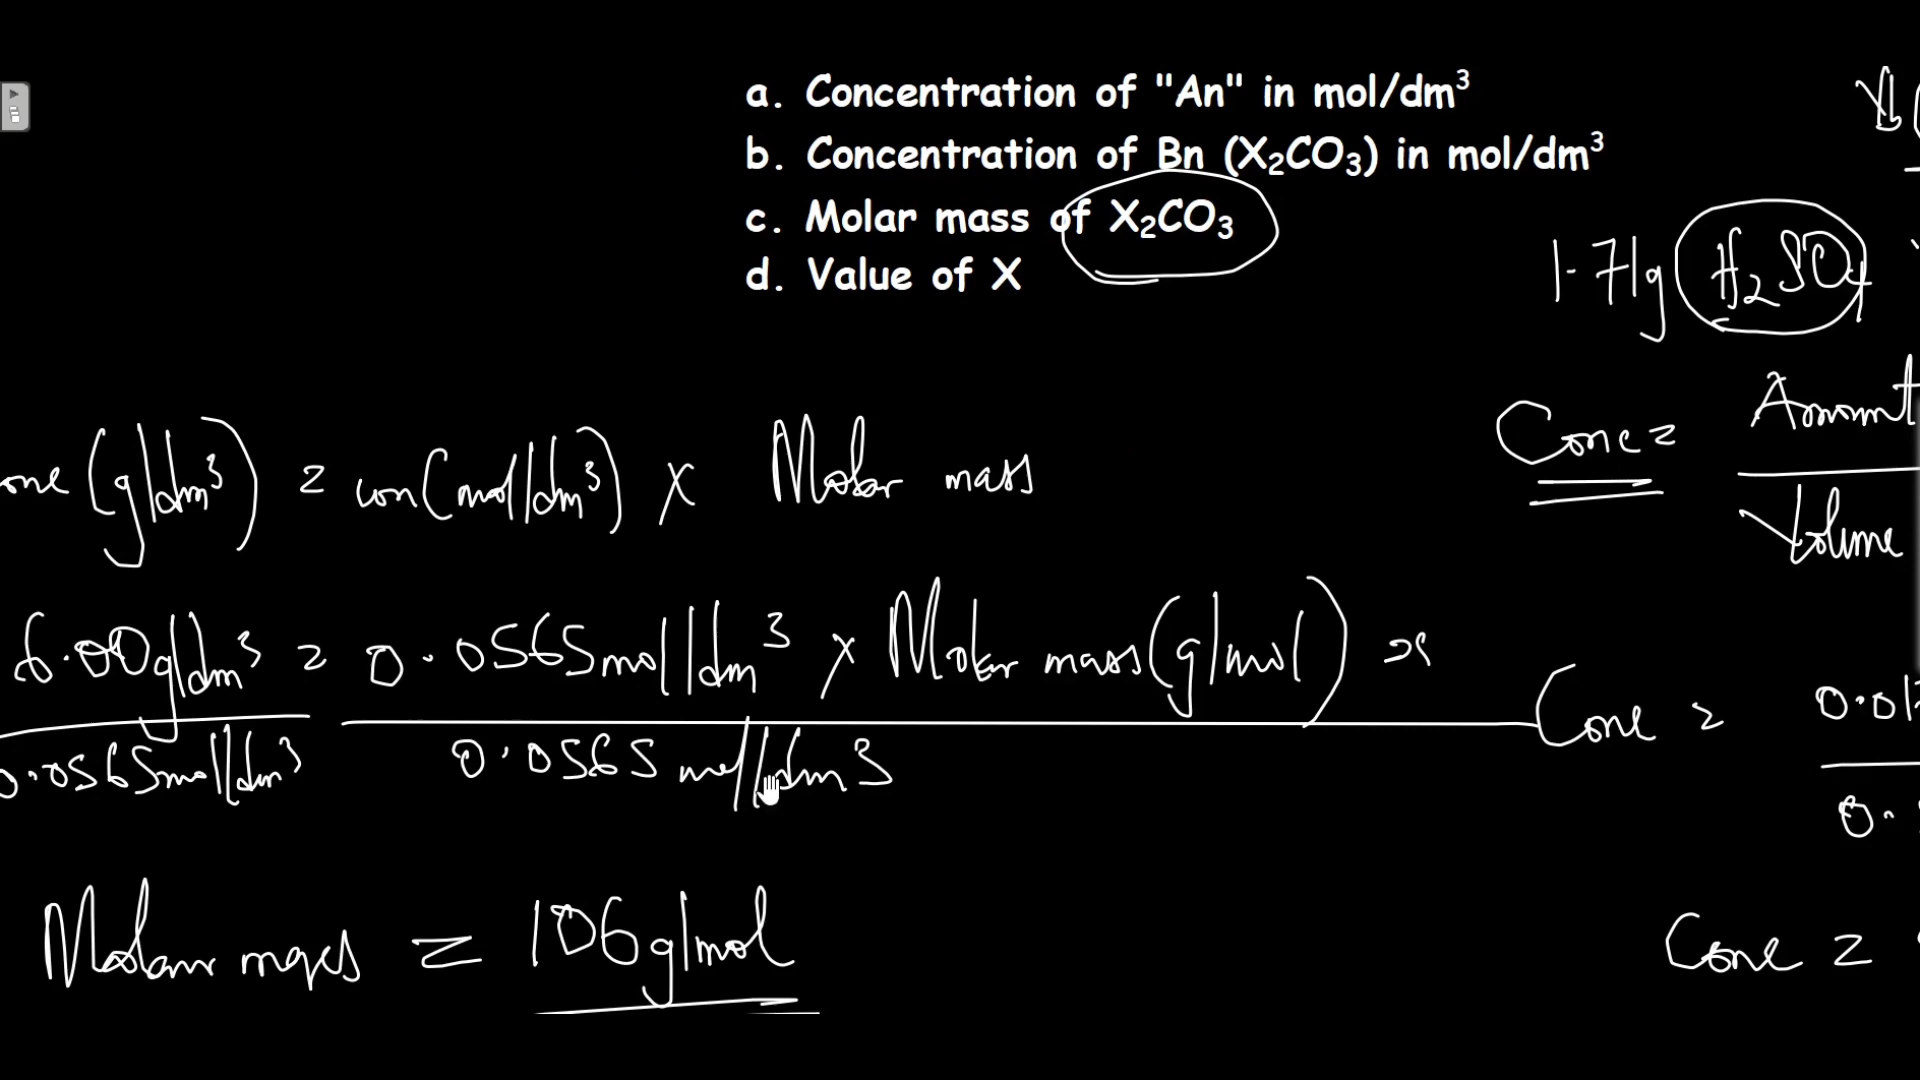 a. Concentration of "An" in mol/dm³
b. Concentration of Bn (X₂CO₃) in mol/dm³
c. Molar mass of X₂CO₃
d. Value of X
1.71g H₂SO₄
Conc = Amount
Volume
(g/dm³) = con(mol/dm³) x Molar mass
6.00g/dm³ = 0.0565mol/dm³ x Molar mass(g/mol)
0.0565mol/dm³ 0.0565 mol/dm3
Conc =
Molar mass = 106g/mol
Conc =